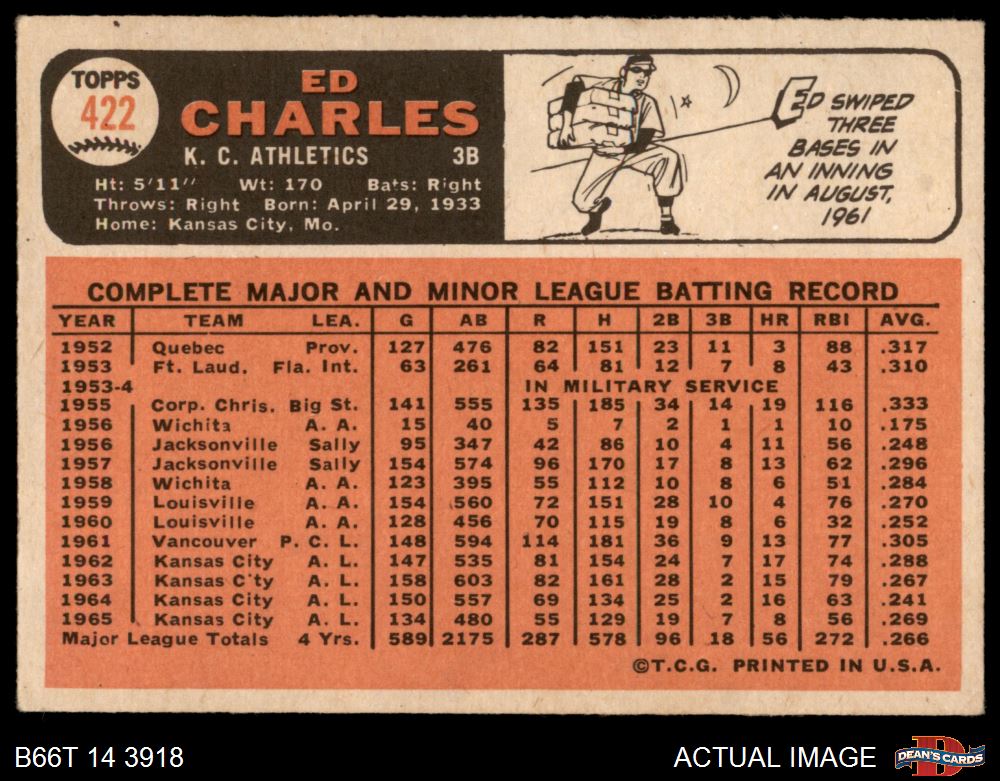 TOPPS
422
ED
CHARLES
K. C. ATHLETICS 3B
Ht: 5'11" Wt: 170 Bats: Right
Throws: Right Born: April 29, 1933
Home: Kansas City, Mo.
ED SWIPED
THREE
BASES IN
AN INNING
IN AUGUST,
1961
COMPLETE MAJOR AND MINOR LEAGUE BATTING RECORD
YEAR TEAM LEA. G AB R H 2B 3B HR RBI AVG.
1952 Quebec Prov. 127 476 82 151 23 11 3 88 .317
1953 Ft. Laud. Fla. Int. 63 261 64 81 12 7 8 43 .310
1953-4 IN MILITARY SERVICE
1955 Corp. Chris. Big St. 141 555 135 185 34 14 19 116 .333
1956 Wichita A. A. 15 40 5 7 2 1 1 10 .175
1956 Jacksonville Sally 95 347 42 86 10 4 11 56 .248
1957 Jacksonville Sally 154 574 96 170 17 8 13 62 .296
1958 Wichita A. A. 123 395 55 112 10 8 6 51 .284
1959 Louisville A. A. 154 560 72 151 28 10 4 76 .270
1960 Louisville A. A. 128 456 70 115 19 8 6 32 .252
1961 Vancouver P. C. L. 148 594 114 181 36 9 13 77 .305
1962 Kansas City A. L. 147 535 81 154 24 7 17 74 .288
1963 Kansas C'ty A. L. 158 603 82 161 28 2 15 79 .267
1964 Kansas City A. L. 150 557 69 134 25 2 16 63 .241
1965 Kansas City A. L. 134 480 55 129 19 7 8 56 .269
Major League Totals 4 Yrs. 589 2175 287 578 96 18 56 272 .266
©T.C.G. PRINTED IN U.S.A.
B66T 14 3918 ACTUAL IMAGE
DEAN'S CARDS